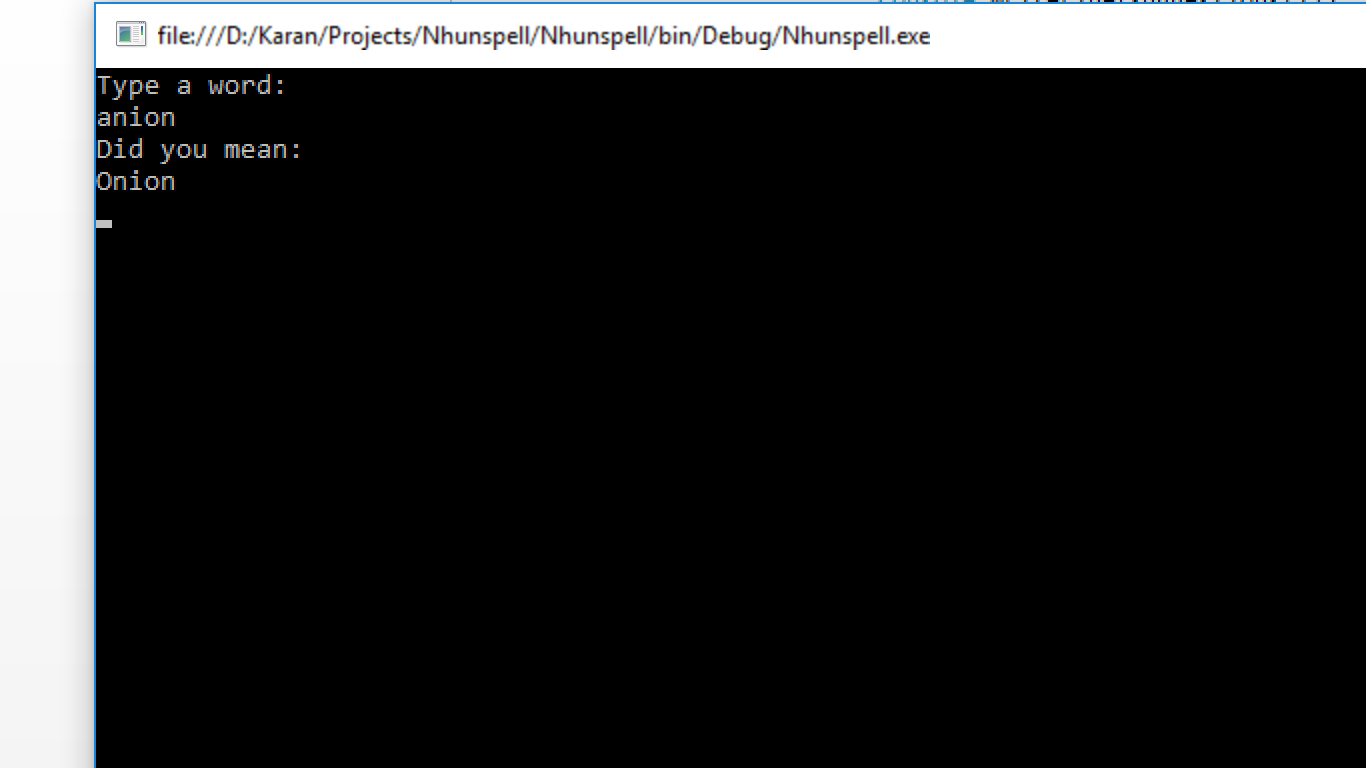 file:///D:/Karan/Projects/Nhunspell/Nhunspell/bin/Debug/Nhunspell.exe
Type a word:
anion
Did you mean:
Onion